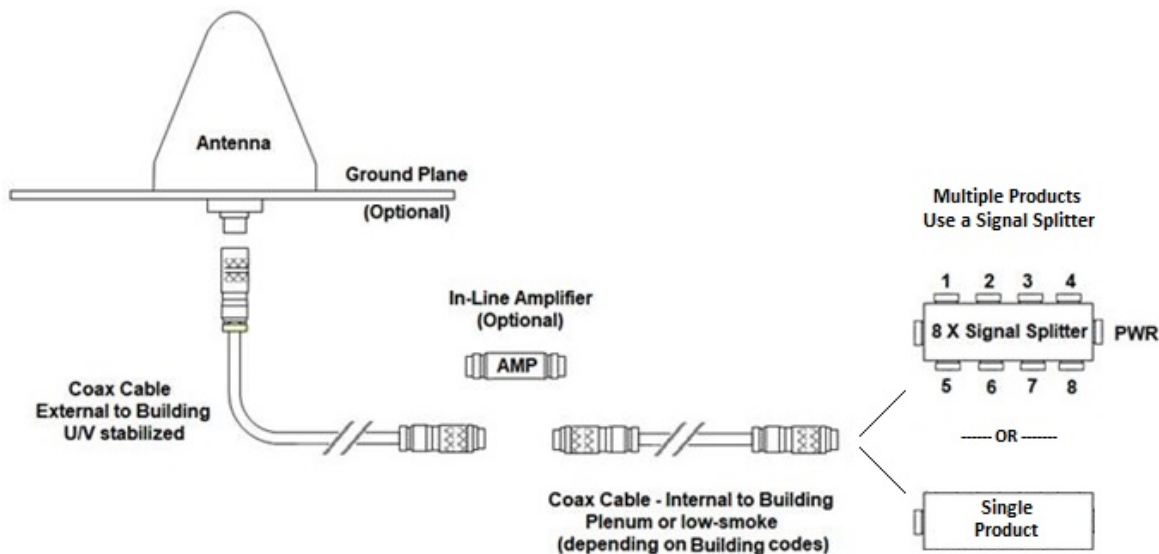 Antenna
Ground Plane
(Optional)
Multiple Products
Use a Signal Splitter
1 2 3 4
8 X Signal Splitter
PWR
5 6 7 8
In-Line Amplifier
(Optional)
AMP
Coax Cable
External to Building
U/V stabilized
------ OR -------
Coax Cable - Internal to Building
Plenum or low-smoke
(depending on Building codes)
Single
Product